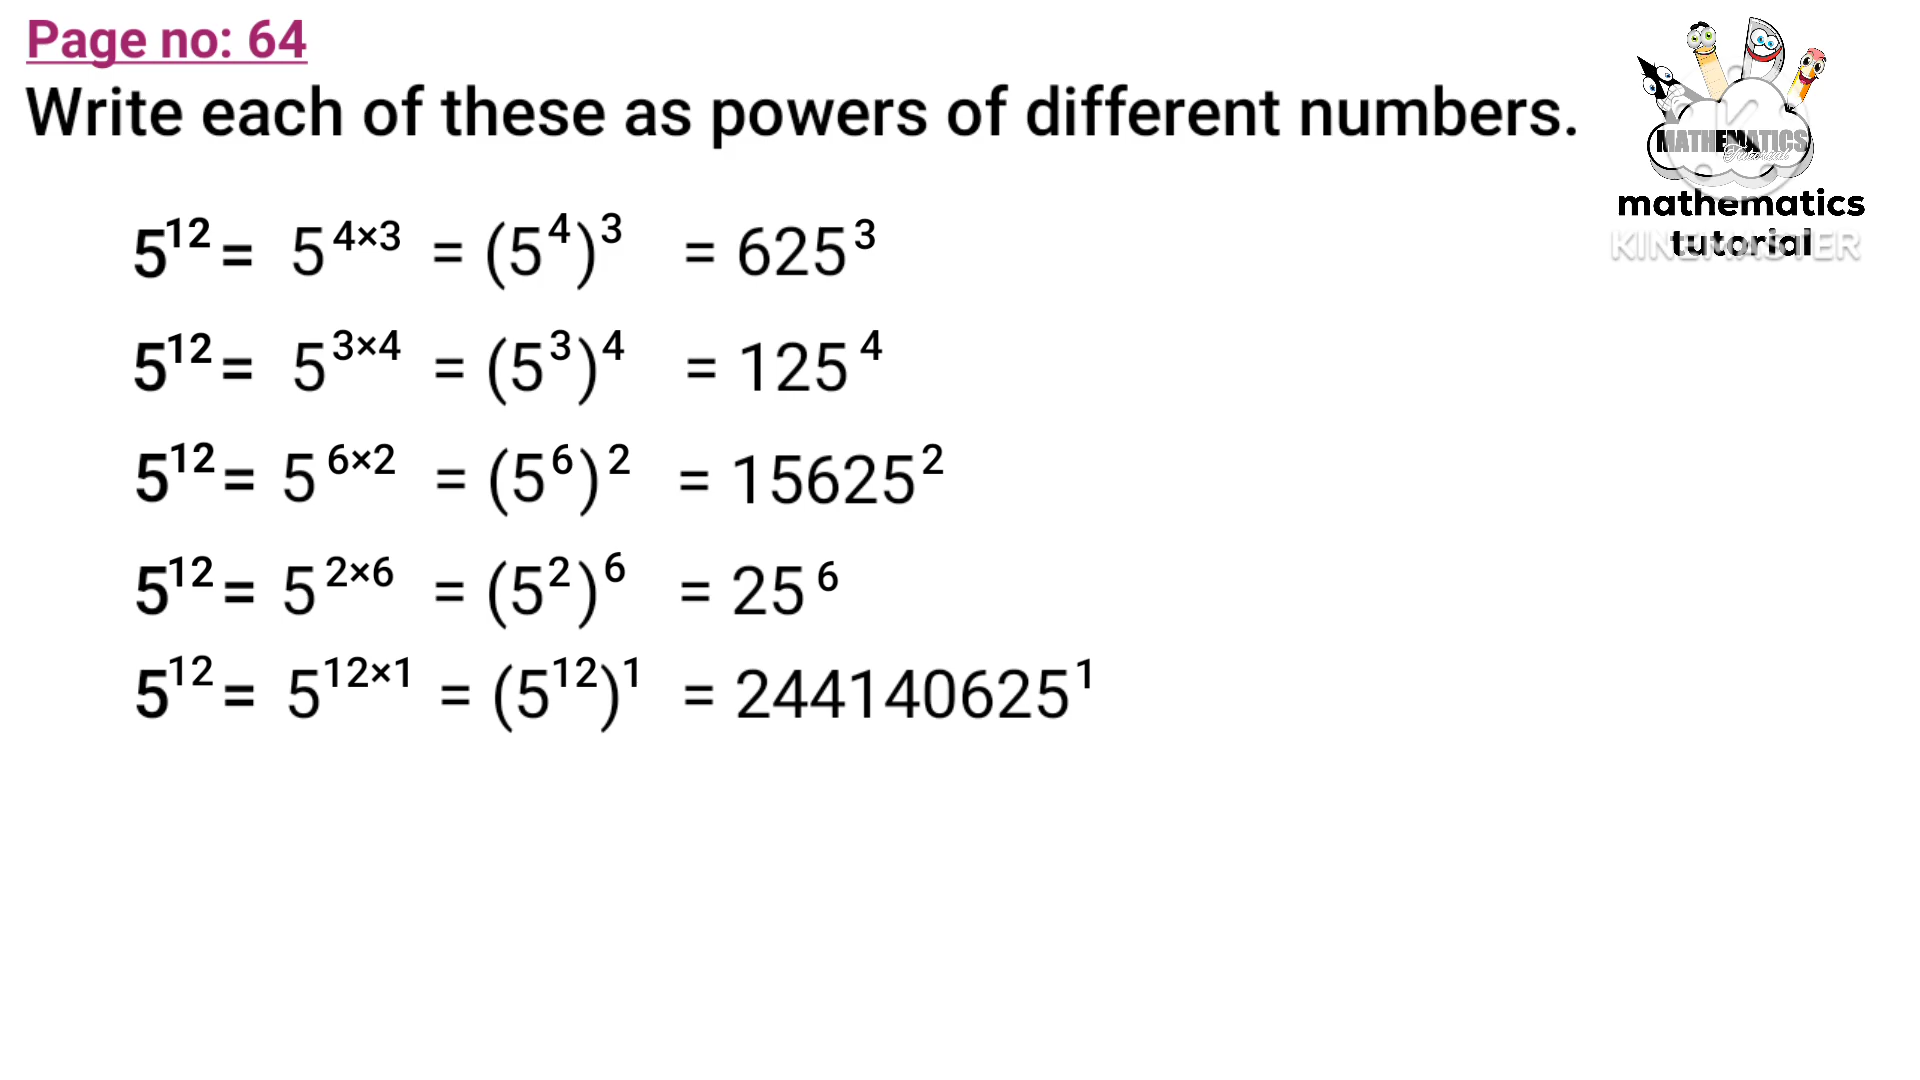 Page no: 64
Write each of these as powers of different numbers.
MATHEMATICS
Tutorial
mathematics
tutorial
KINEMASTER
5¹² = 5⁴ˣ³ = (5⁴)³ = 625³
5¹² = 5³ˣ⁴ = (5³)⁴ = 125⁴
5¹² = 5⁶ˣ² = (5⁶)² = 15625²
5¹² = 5²ˣ⁶ = (5²)⁶ = 25⁶
5¹² = 5¹²ˣ¹ = (5¹²)¹ = 244140625¹